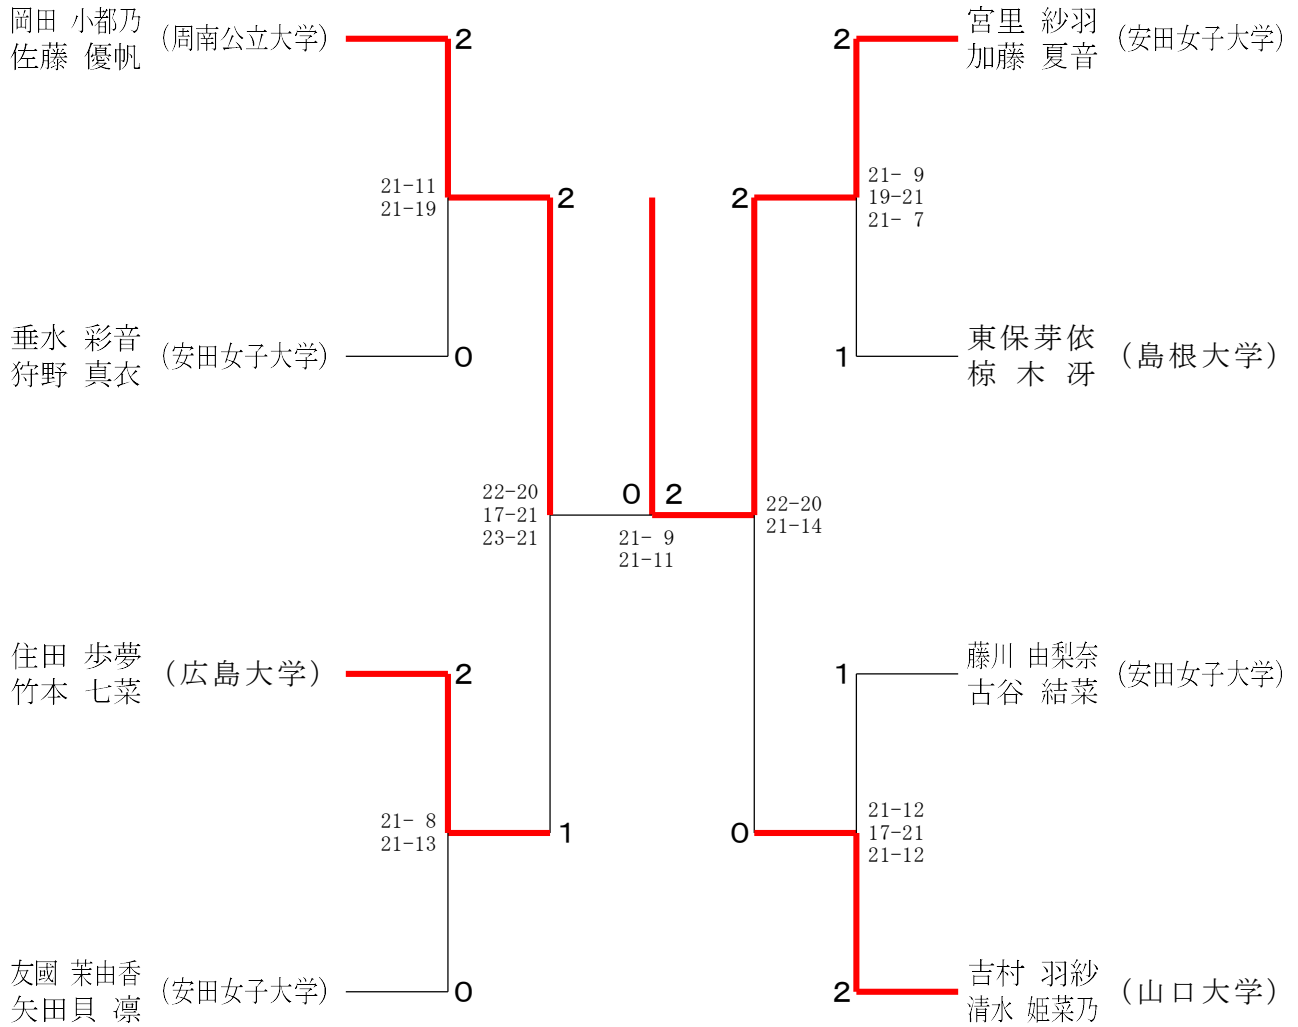 岡田 小都乃
佐藤 優帆
(周南公立大学)
2
2
宮里 紗羽
加藤 夏音
(安田女子大学)
21-11
21-19
2
2
21- 9
19-21
21- 7
垂水 彩音
狩野 真衣
(安田女子大学)
0
1
東保芽依
椋 木 冴
(島根大学)
22-20
17-21
23-21
0 2
21- 9
21-11
22-20
21-14
住田 歩夢
竹本 七菜
(広島大学)
2
1
藤川 由梨奈
古谷 結菜
(安田女子大学)
21- 8
21-13
1
0
21-12
17-21
21-12
友國 茉由香
矢田貝 凛
(安田女子大学)
0
2
吉村 羽紗
清水 姫菜乃
(山口大学)